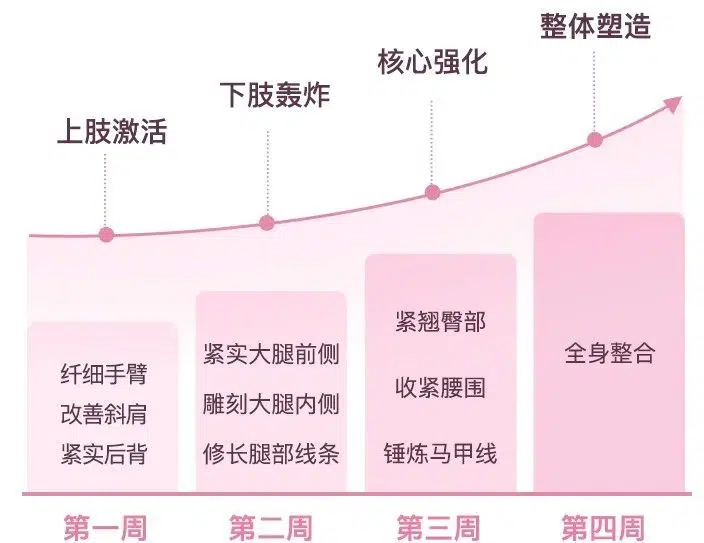 整体塑造
核心强化
下肢轰炸
上肢激活
纤细手臂
改善斜肩
紧实后背
紧实大腿前侧
雕刻大腿内侧
修长腿部线条
紧翘臀部
收紧腰围
锤炼马甲线
全身整合
第一周
第二周
第三周
第四周